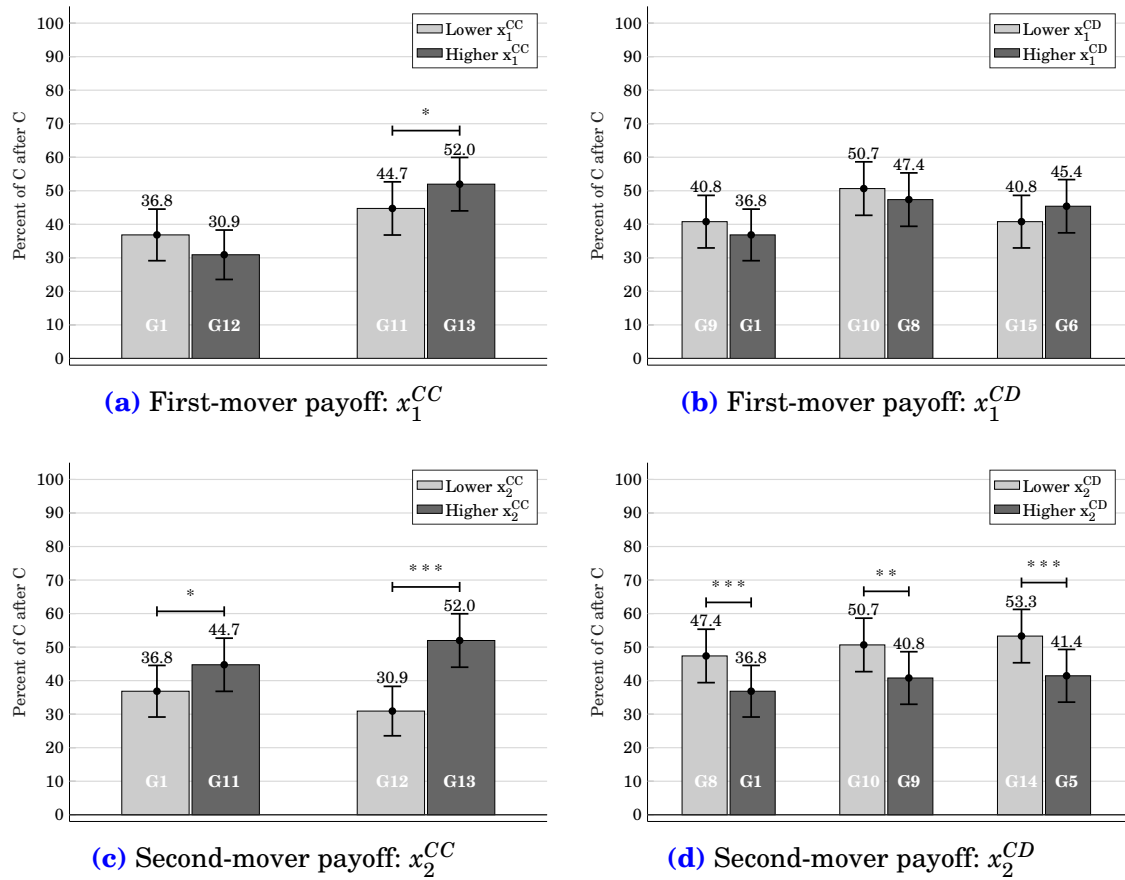 Percent of C after C
100
90
80
70
60
50
40
30
20
10
0
Lower x₁^CC
Higher x₁^CC
*
36.8 30.9 44.7 52.0
G1 G12 G11 G13
(a) First-mover payoff: x₁^CC
Percent of C after C
100
90
80
70
60
50
40
30
20
10
0
Lower x₁^CD
Higher x₁^CD
40.8 36.8 50.7 47.4 40.8 45.4
G9 G1 G10 G8 G15 G6
(b) First-mover payoff: x₁^CD
Percent of C after C
100
90
80
70
60
50
40
30
20
10
0
Lower x₂^CC
Higher x₂^CC
* ***
36.8 44.7 30.9 52.0
G1 G11 G12 G13
(c) Second-mover payoff: x₂^CC
Percent of C after C
100
90
80
70
60
50
40
30
20
10
0
Lower x₂^CD
Higher x₂^CD
*** ** ***
47.4 36.8 50.7 40.8 53.3 41.4
G8 G1 G10 G9 G14 G5
(d) Second-mover payoff: x₂^CD